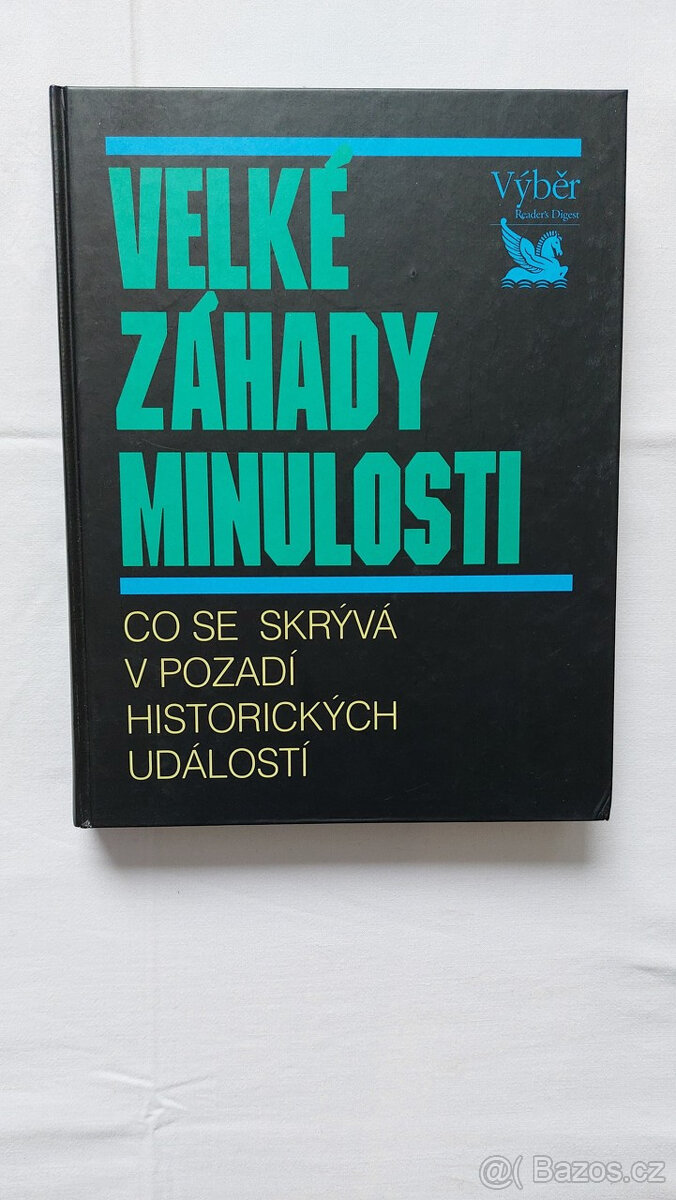 VELKÉ
ZÁHADY
MINULOSTI
Výběr
Reader's Digest
CO SE SKRÝVÁ
V POZADÍ
HISTORICKÝCH
UDÁLOSTÍ
@( Bazos.cz